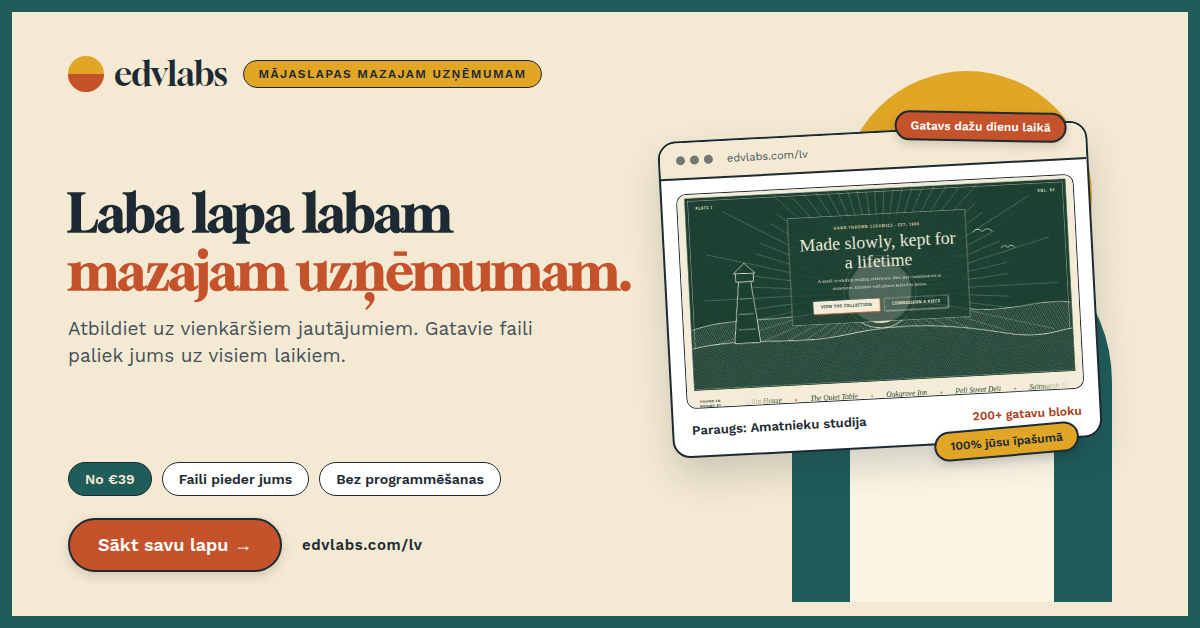 edvlabs
MĀJASLAPAS MAZAJAM UZŅĒMUMAM
Laba lapa labam
mazajam uzņēmumam.
Atbildiet uz vienkāršiem jautājumiem. Gatavie faili
paliek jums uz visiem laikiem.
No €39
Faili pieder jums
Bez programmēšanas
Sākt savu lapu →
edvlabs.com/lv
Gatavs dažu dienu laikā
edvlabs.com/lv
PLATE I
HAND-THROWN CERAMICS · EST.
Made slowly, kept for
a lifetime
VIEW THE COLLECTION
COMMISSION A PIECE
The Quiet Table
Oakgrove Inn
Pell Street Deli
Paraugs: Amatnieku studija
200+ gatavu bloku
100% jūsu īpašumā